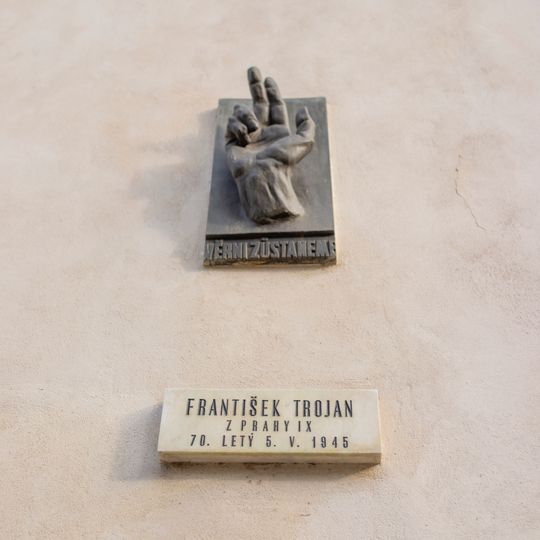 VĚRNI ZŮSTANEME
FRANTIŠEK TROJAN
Z PRAHY IX
70. LETÝ 5. V. 1945